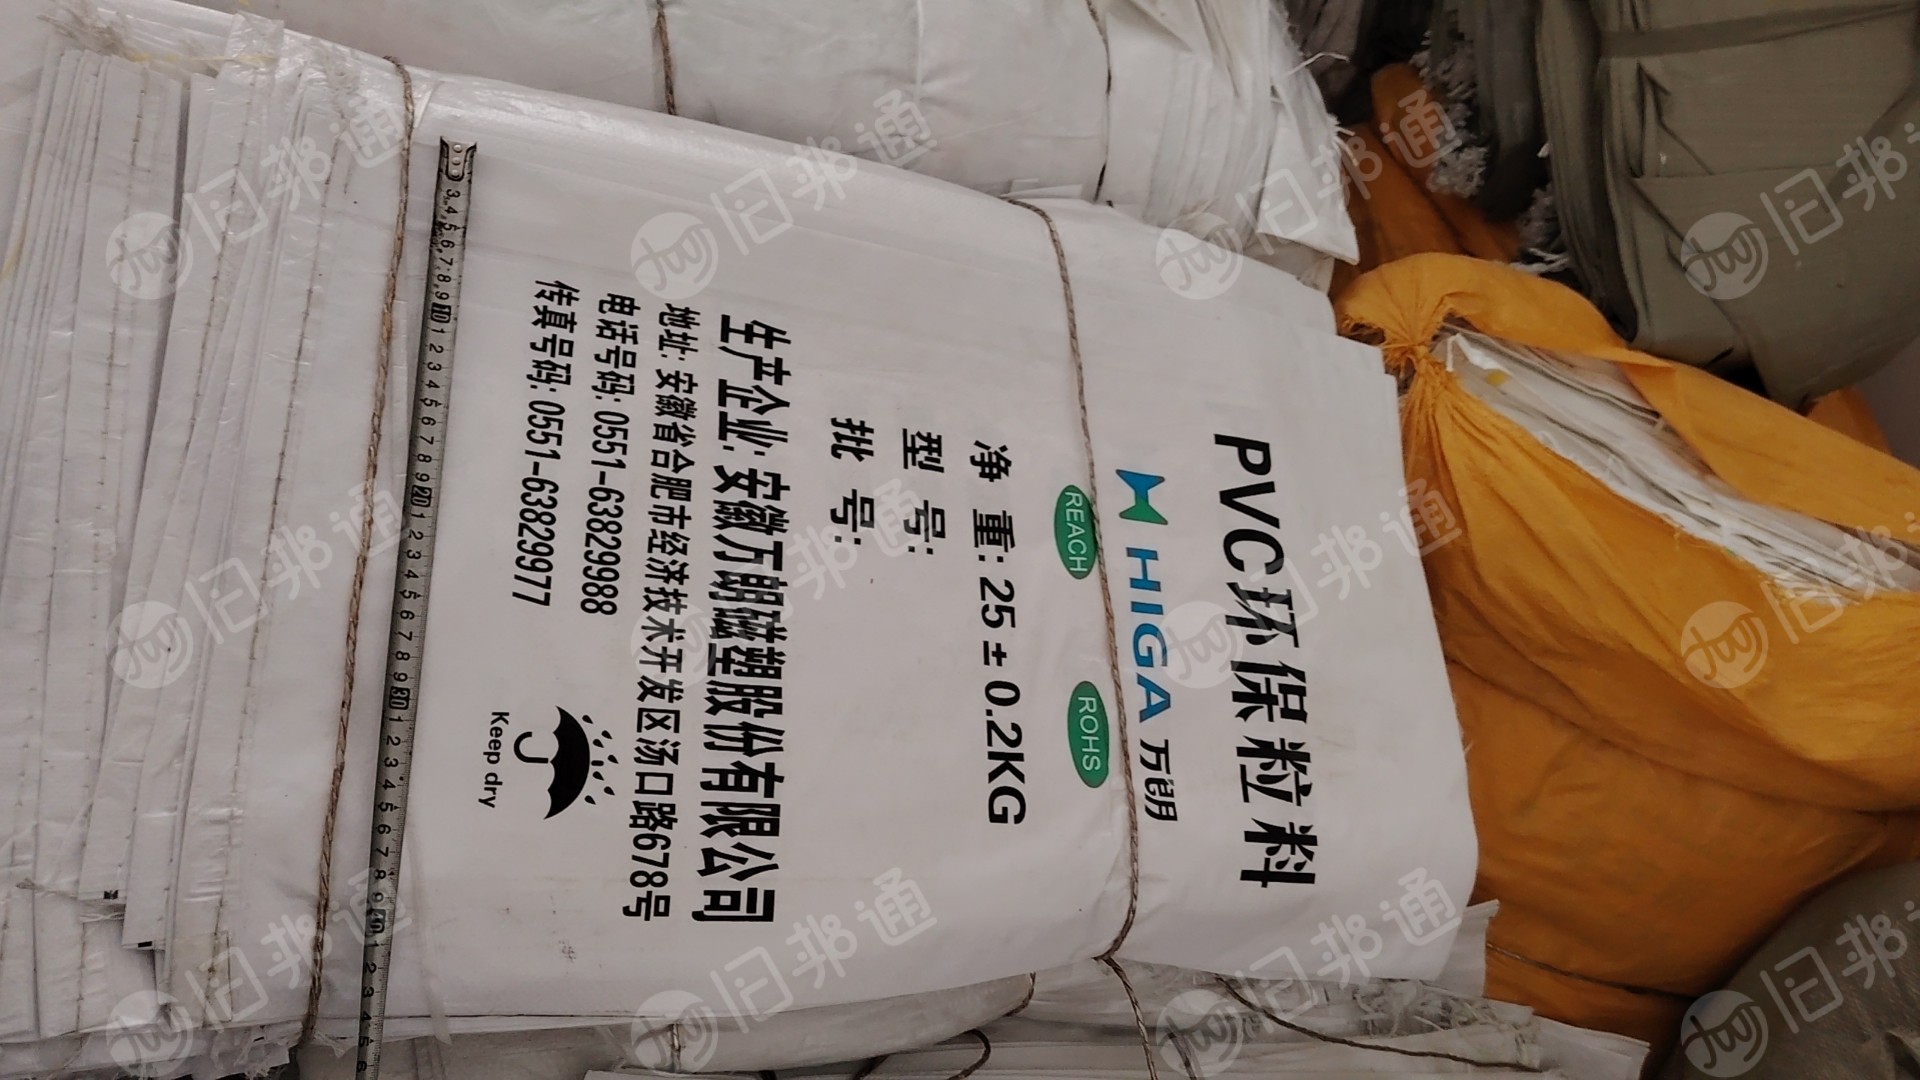 PVC环保粒料
HIGA 万朗
REACH ROHS
净 重: 25±0.2KG
型 号:
批 号:
生产企业: 安徽万朗磁塑股份有限公司
地址: 安徽省合肥市经济技术开发区汤口路678号
电话号码: 0551-63829988
传真号码: 0551-63829977
Keep dry
旧邦通